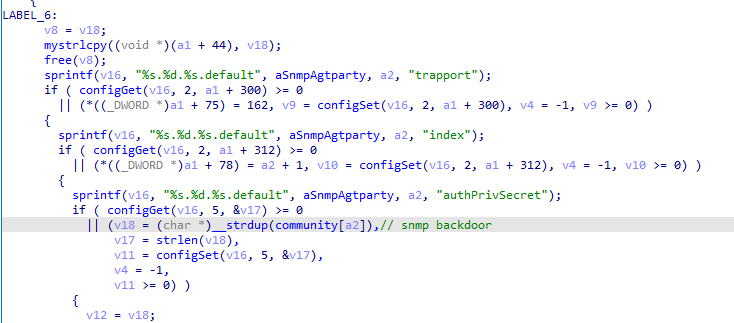 {
LABEL_6:
v8 = v18;
mystrlcpy((void *)(a1 + 44), v18);
free(v8);
sprintf(v16, "%s.%d.%s.default", aSnmpAgtparty, a2, "trapport");
if ( configGet(v16, 2, a1 + 300) >= 0
|| (*((_DWORD *)a1 + 75) = 162, v9 = configSet(v16, 2, a1 + 300), v4 = -1, v9 >= 0) )
{
sprintf(v16, "%s.%d.%s.default", aSnmpAgtparty, a2, "index");
if ( configGet(v16, 2, a1 + 312) >= 0
|| (*((_DWORD *)a1 + 78) = a2 + 1, v10 = configSet(v16, 2, a1 + 312), v4 = -1, v10 >= 0) )
{
sprintf(v16, "%s.%d.%s.default", aSnmpAgtparty, a2, "authPrivSecret");
if ( configGet(v16, 5, &v17) >= 0
|| (v18 = (char *)__strdup(community[a2]),// snmp backdoor
v17 = strlen(v18),
v11 = configSet(v16, 5, &v17),
v4 = -1,
v11 >= 0) )
{
v12 = v18;